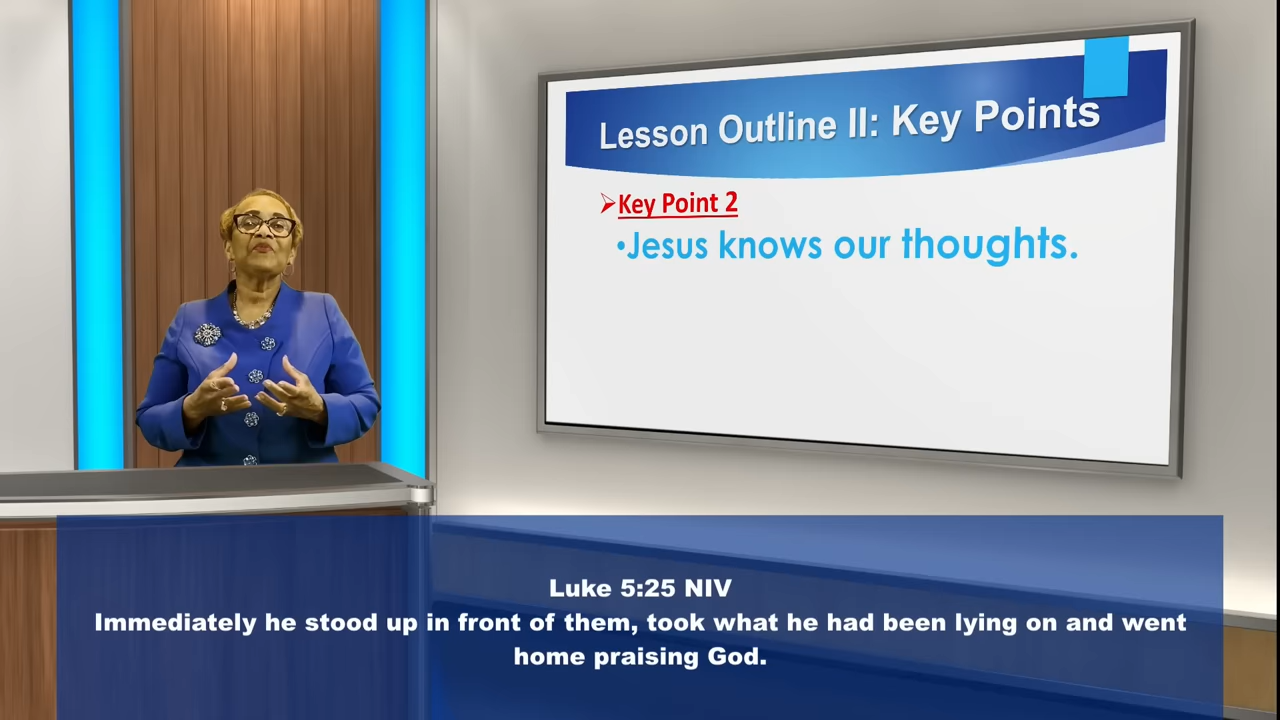 Lesson Outline II: Key Points
➢Key Point 2
•Jesus knows our thoughts.
Luke 5:25 NIV
Immediately he stood up in front of them, took what he had been lying on and went
home praising God.